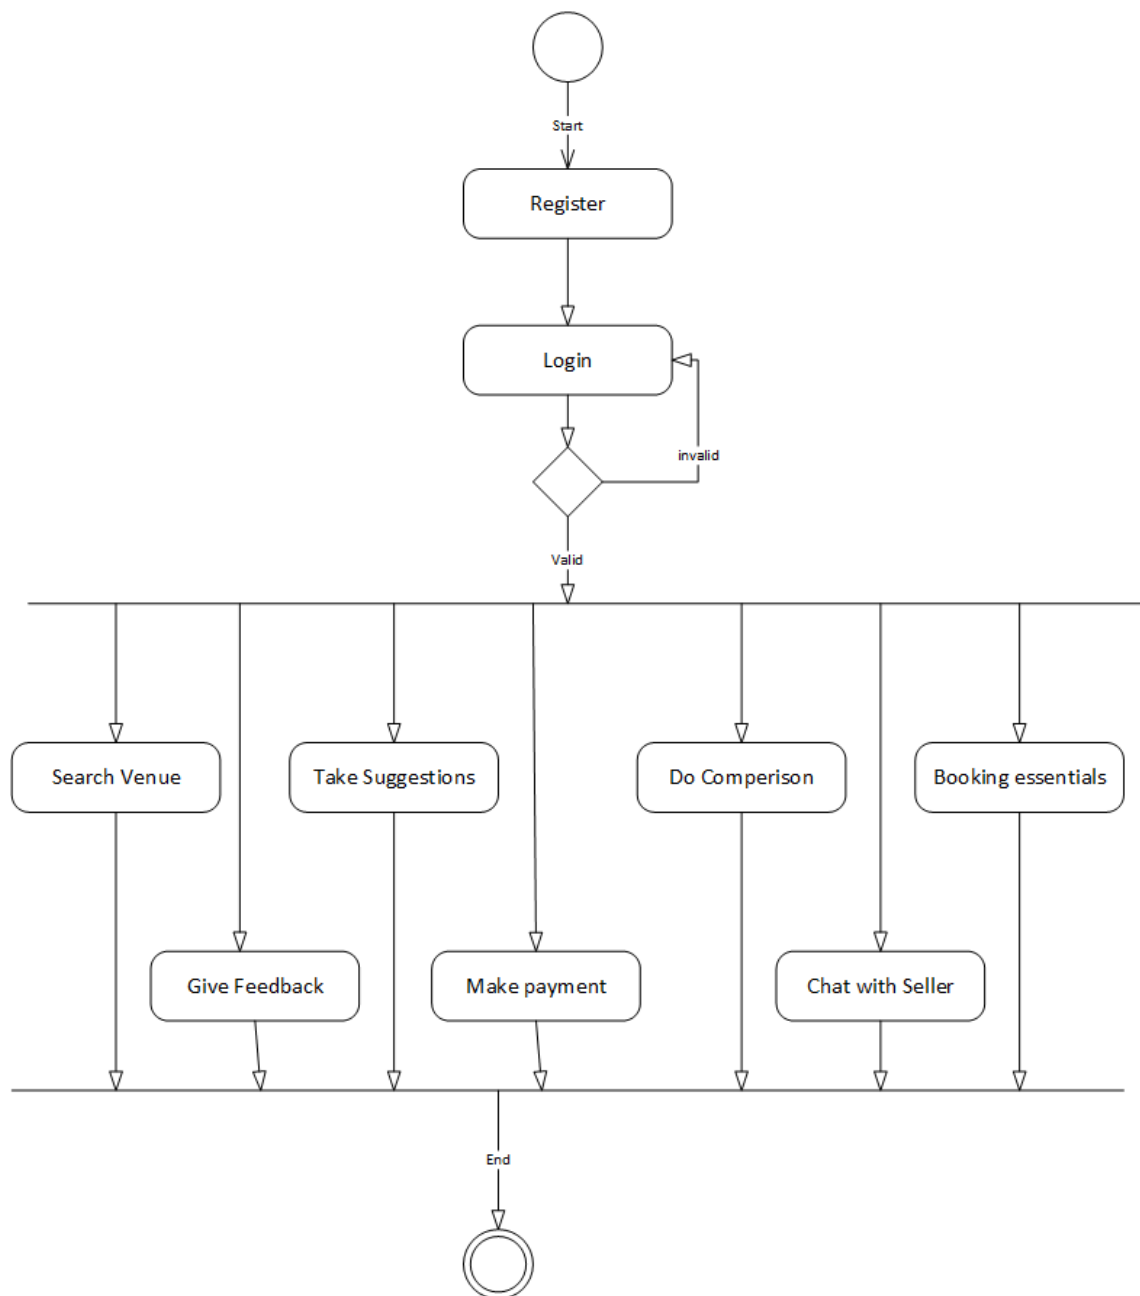 Start
Register
Login
invalid
Valid
Search Venue
Take Suggestions
Do Comperison
Booking essentials
Give Feedback
Make payment
Chat with Seller
End